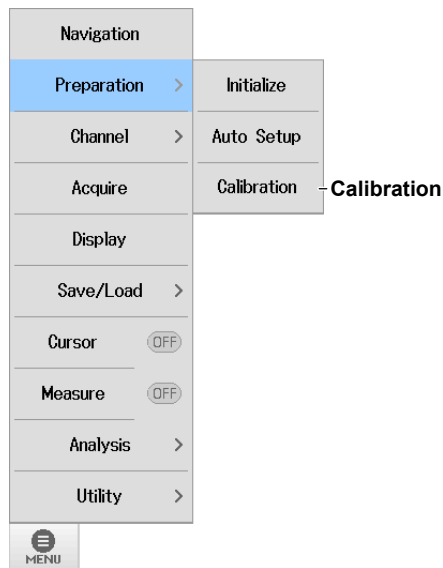 Navigation
Preparation >
Initialize
Channel >
Auto Setup
Acquire
Calibration
Calibration
Display
Save/Load >
Cursor OFF
Measure OFF
Analysis >
Utility >
MENU